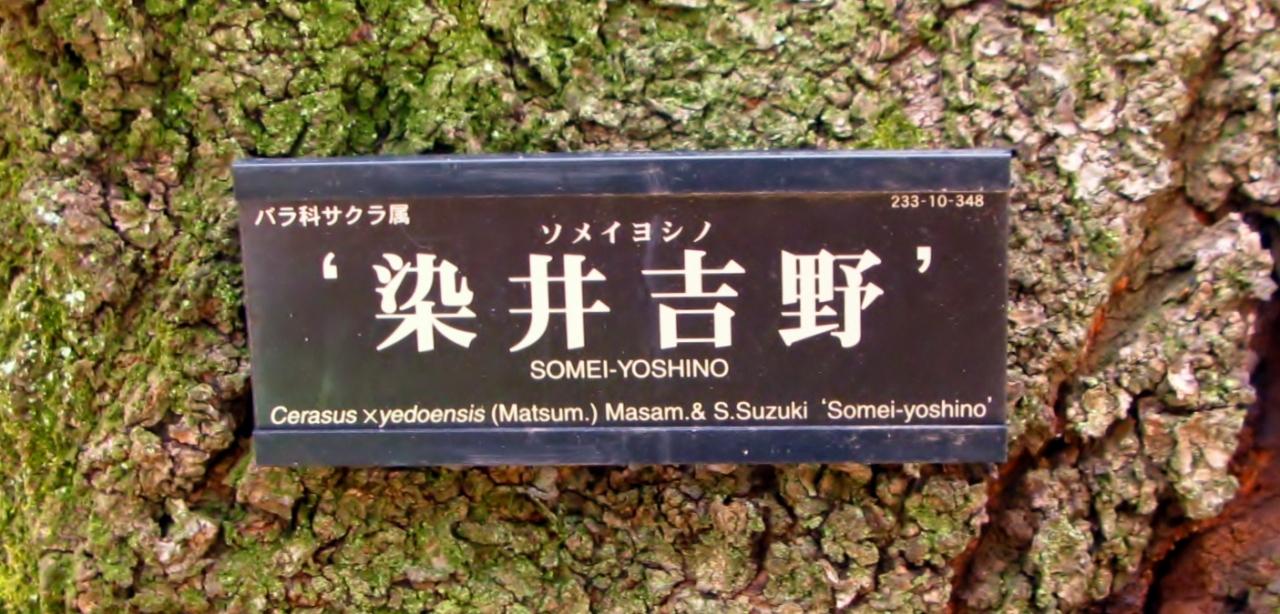 バラ科サクラ属
233-10-348
ソメイヨシノ
‘染井吉野’
SOMEI-YOSHINO
Cerasus ×yedoensis (Matsum.) Masam.& S.Suzuki ‘Somei-yoshino’